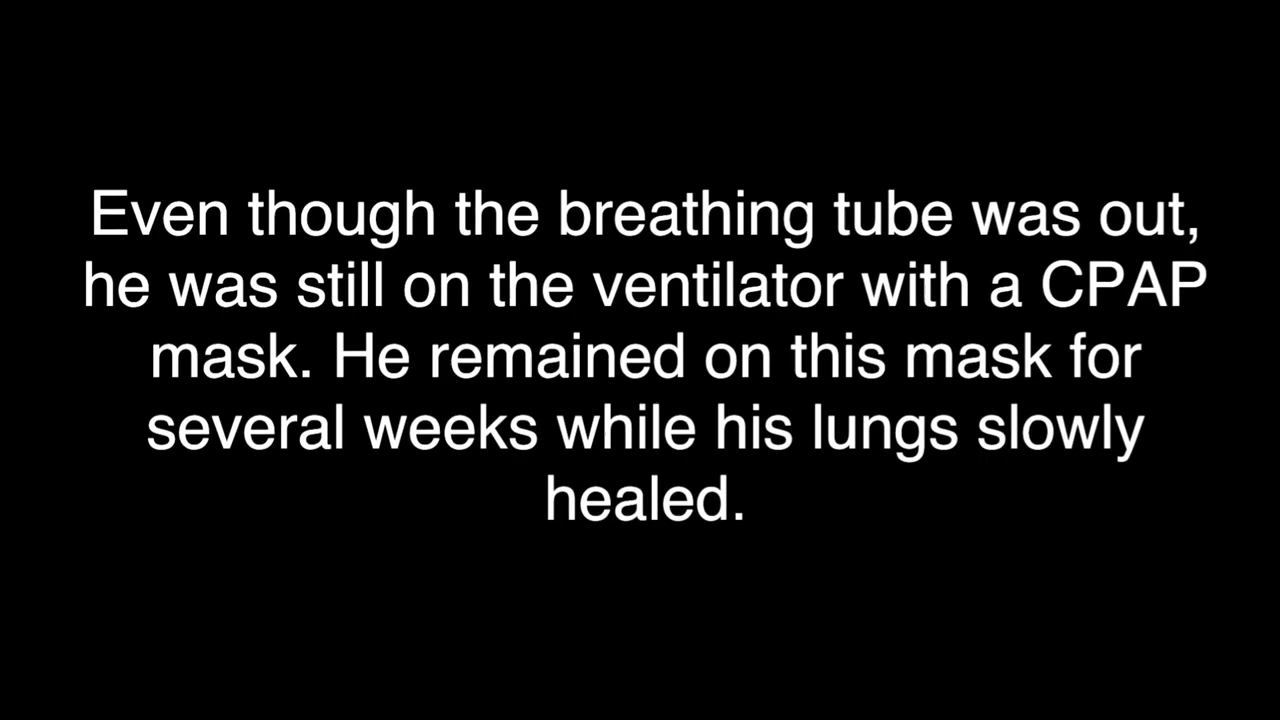 Even though the breathing tube was out,
he was still on the ventilator with a CPAP
mask. He remained on this mask for
several weeks while his lungs slowly
healed.